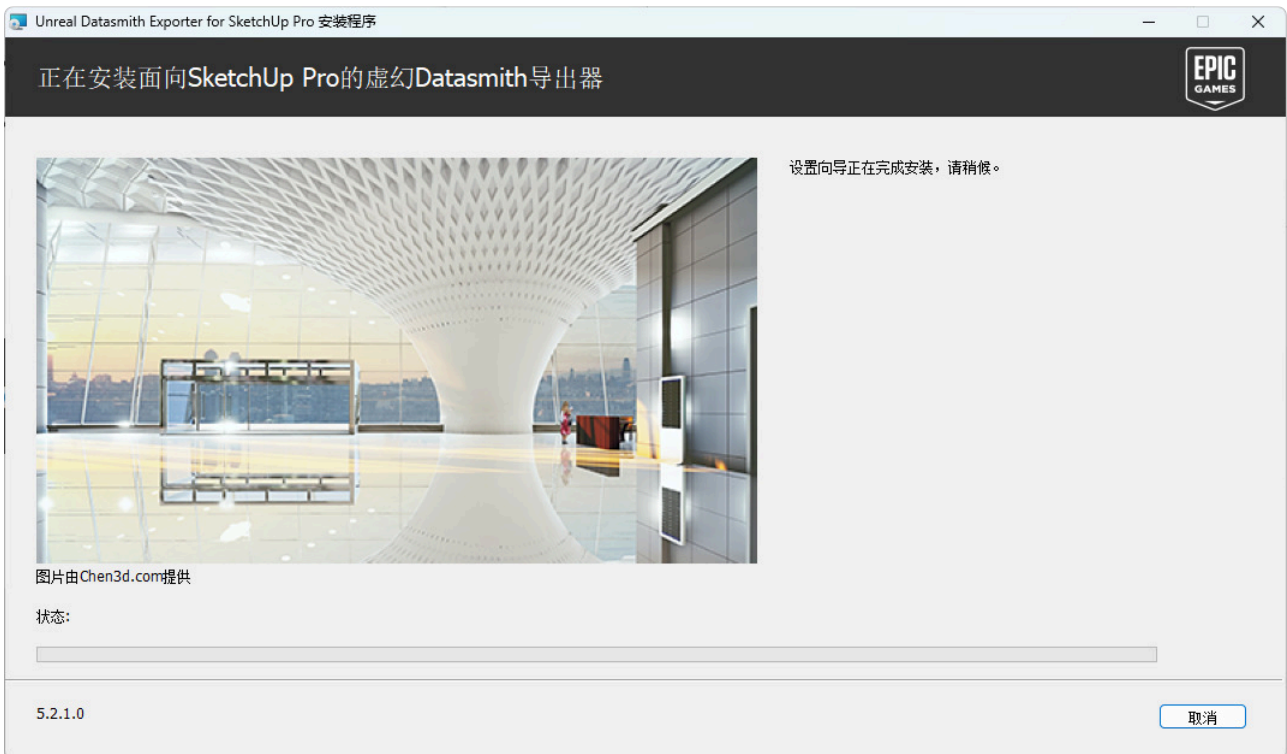 Unreal Datasmith Exporter for SketchUp Pro 安装程序
正在安装面向SketchUp Pro的虚幻Datasmith导出器
EPIC
GAMES
设置向导正在完成安装，请稍候。
图片由Chen3d.com提供
状态:
5.2.1.0
取消